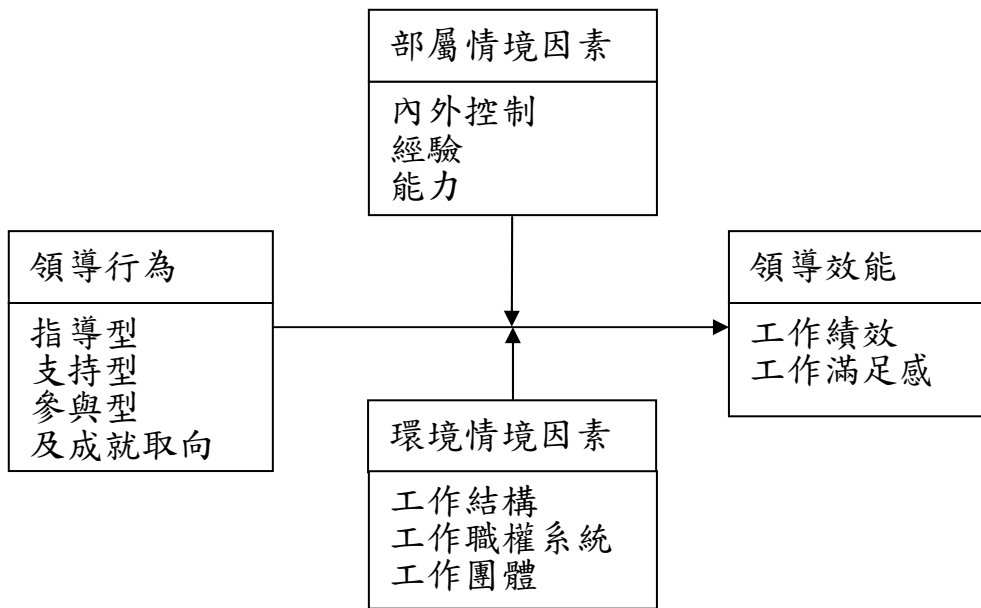 部屬情境因素
內外控制
經驗
能力
領導行為
指導型
支持型
參與型
及成就取向
領導效能
工作績效
工作滿足感
環境情境因素
工作結構
工作職權系統
工作團體